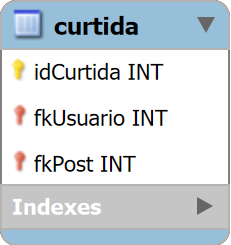 curtida
idCurtida INT
fkUsuario INT
fkPost INT
Indexes